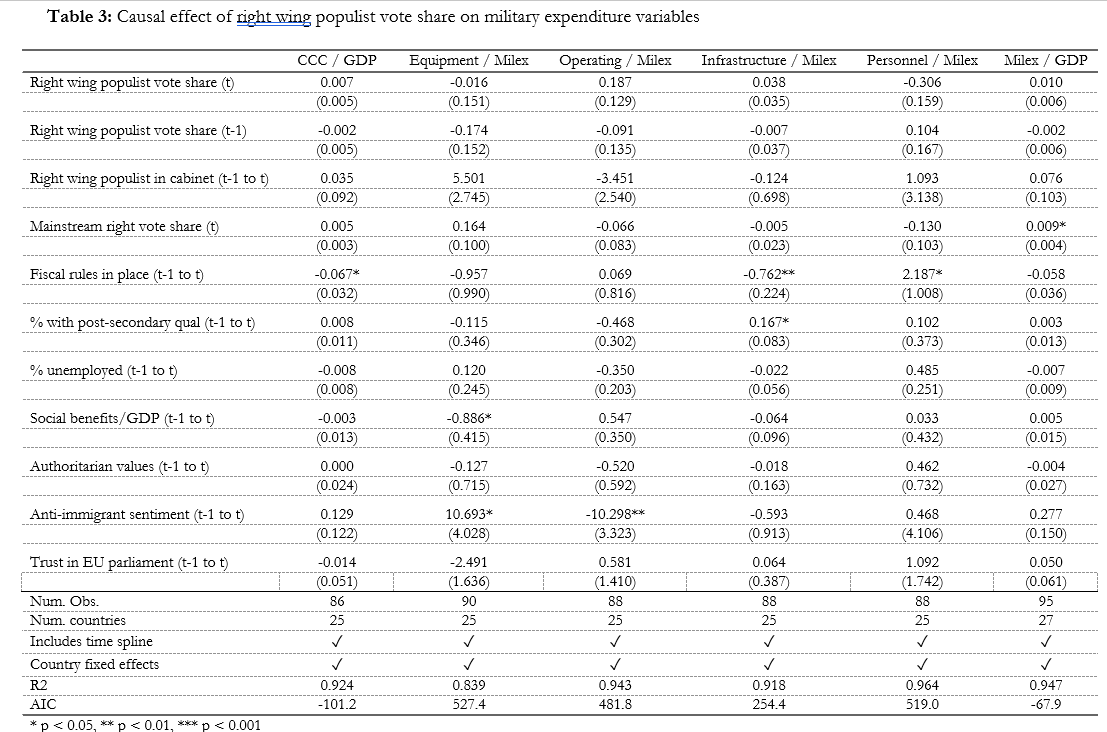 Table 3: Causal effect of right wing populist vote share on military expenditure variables
CCC / GDP Equipment / Milex Operating / Milex Infrastructure / Milex Personnel / Milex Milex / GDP
Right wing populist vote share (t) 0.007 -0.016 0.187 0.038 -0.306 0.010
(0.005) (0.151) (0.129) (0.035) (0.159) (0.006)
Right wing populist vote share (t-1) -0.002 -0.174 -0.091 -0.007 0.104 -0.002
(0.005) (0.152) (0.135) (0.037) (0.167) (0.006)
Right wing populist in cabinet (t-1 to t) 0.035 5.501 -3.451 -0.124 1.093 0.076
(0.092) (2.745) (2.540) (0.698) (3.138) (0.103)
Mainstream right vote share (t) 0.005 0.164 -0.066 -0.005 -0.130 0.009*
(0.003) (0.100) (0.083) (0.023) (0.103) (0.004)
Fiscal rules in place (t-1 to t) -0.067* -0.957 0.069 -0.762** 2.187* -0.058
(0.032) (0.990) (0.816) (0.224) (1.008) (0.036)
% with post-secondary qual (t-1 to t) 0.008 -0.115 -0.468 0.167* 0.102 0.003
(0.011) (0.346) (0.302) (0.083) (0.373) (0.013)
% unemployed (t-1 to t) -0.008 0.120 -0.350 -0.022 0.485 -0.007
(0.008) (0.245) (0.203) (0.056) (0.251) (0.009)
Social benefits/GDP (t-1 to t) -0.003 -0.886* 0.547 -0.064 0.033 0.005
(0.013) (0.415) (0.350) (0.096) (0.432) (0.015)
Authoritarian values (t-1 to t) 0.000 -0.127 -0.520 -0.018 0.462 -0.004
(0.024) (0.715) (0.592) (0.163) (0.732) (0.027)
Anti-immigrant sentiment (t-1 to t) 0.129 10.693* -10.298** -0.593 0.468 0.277
(0.122) (4.028) (3.323) (0.913) (4.106) (0.150)
Trust in EU parliament (t-1 to t) -0.014 -2.491 0.581 0.064 1.092 0.050
(0.051) (1.636) (1.410) (0.387) (1.742) (0.061)
Num. Obs. 86 90 88 88 88 95
Num. countries 25 25 25 25 25 27
Includes time spline ✓ ✓ ✓ ✓ ✓ ✓
Country fixed effects ✓ ✓ ✓ ✓ ✓ ✓
R2 0.924 0.839 0.943 0.918 0.964 0.947
AIC -101.2 527.4 481.8 254.4 519.0 -67.9
* p < 0.05, ** p < 0.01, *** p < 0.001